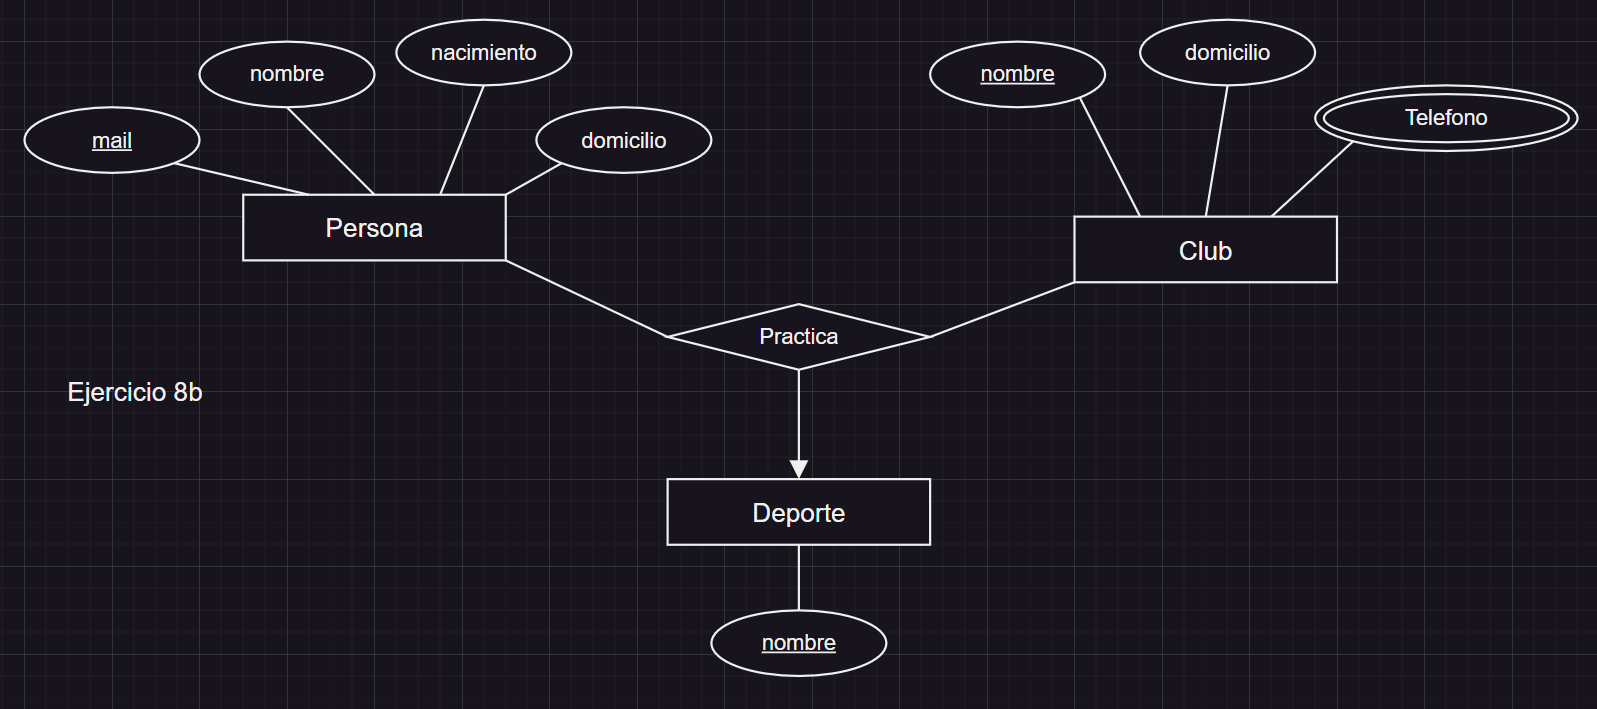 nacimiento
nombre
mail
domicilio
Persona
nombre
domicilio
Telefono
Club
Practica
Ejercicio 8b
Deporte
nombre